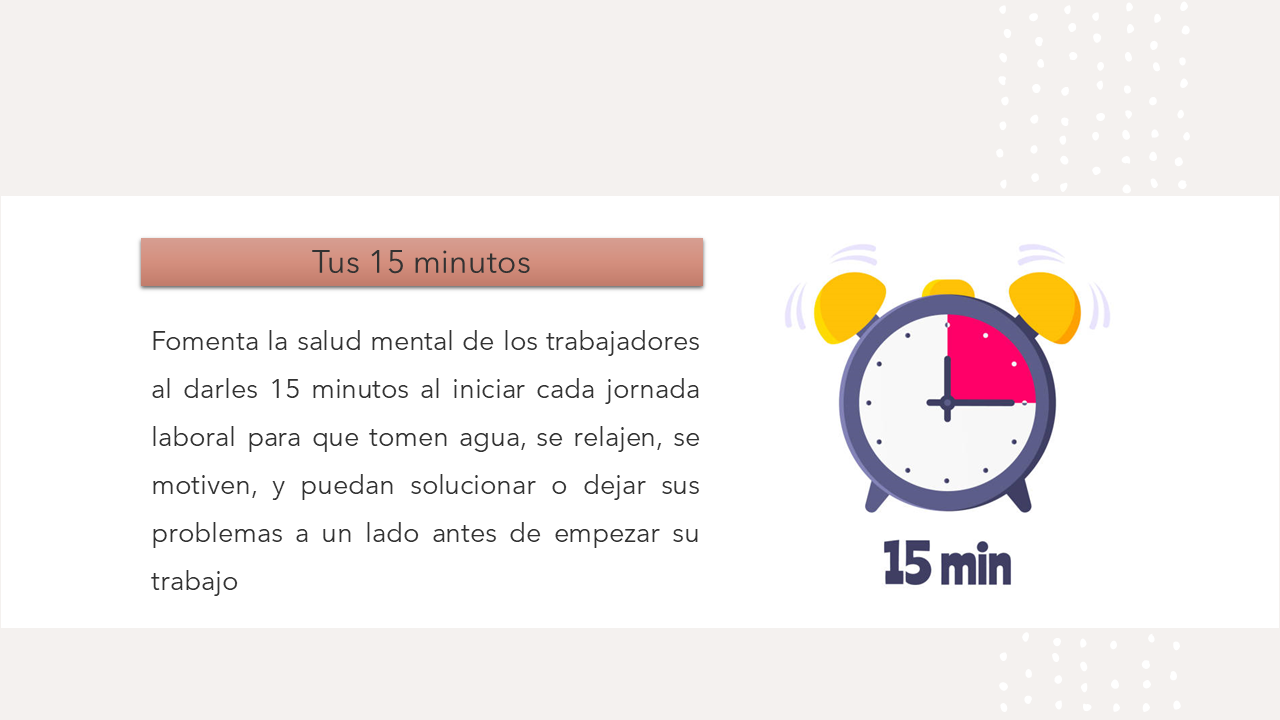 Tus 15 minutos
Fomenta la salud mental de los trabajadores
al darles 15 minutos al iniciar cada jornada
laboral para que tomen agua, se relajen, se
motiven, y puedan solucionar o dejar sus
problemas a un lado antes de empezar su
trabajo
15 min